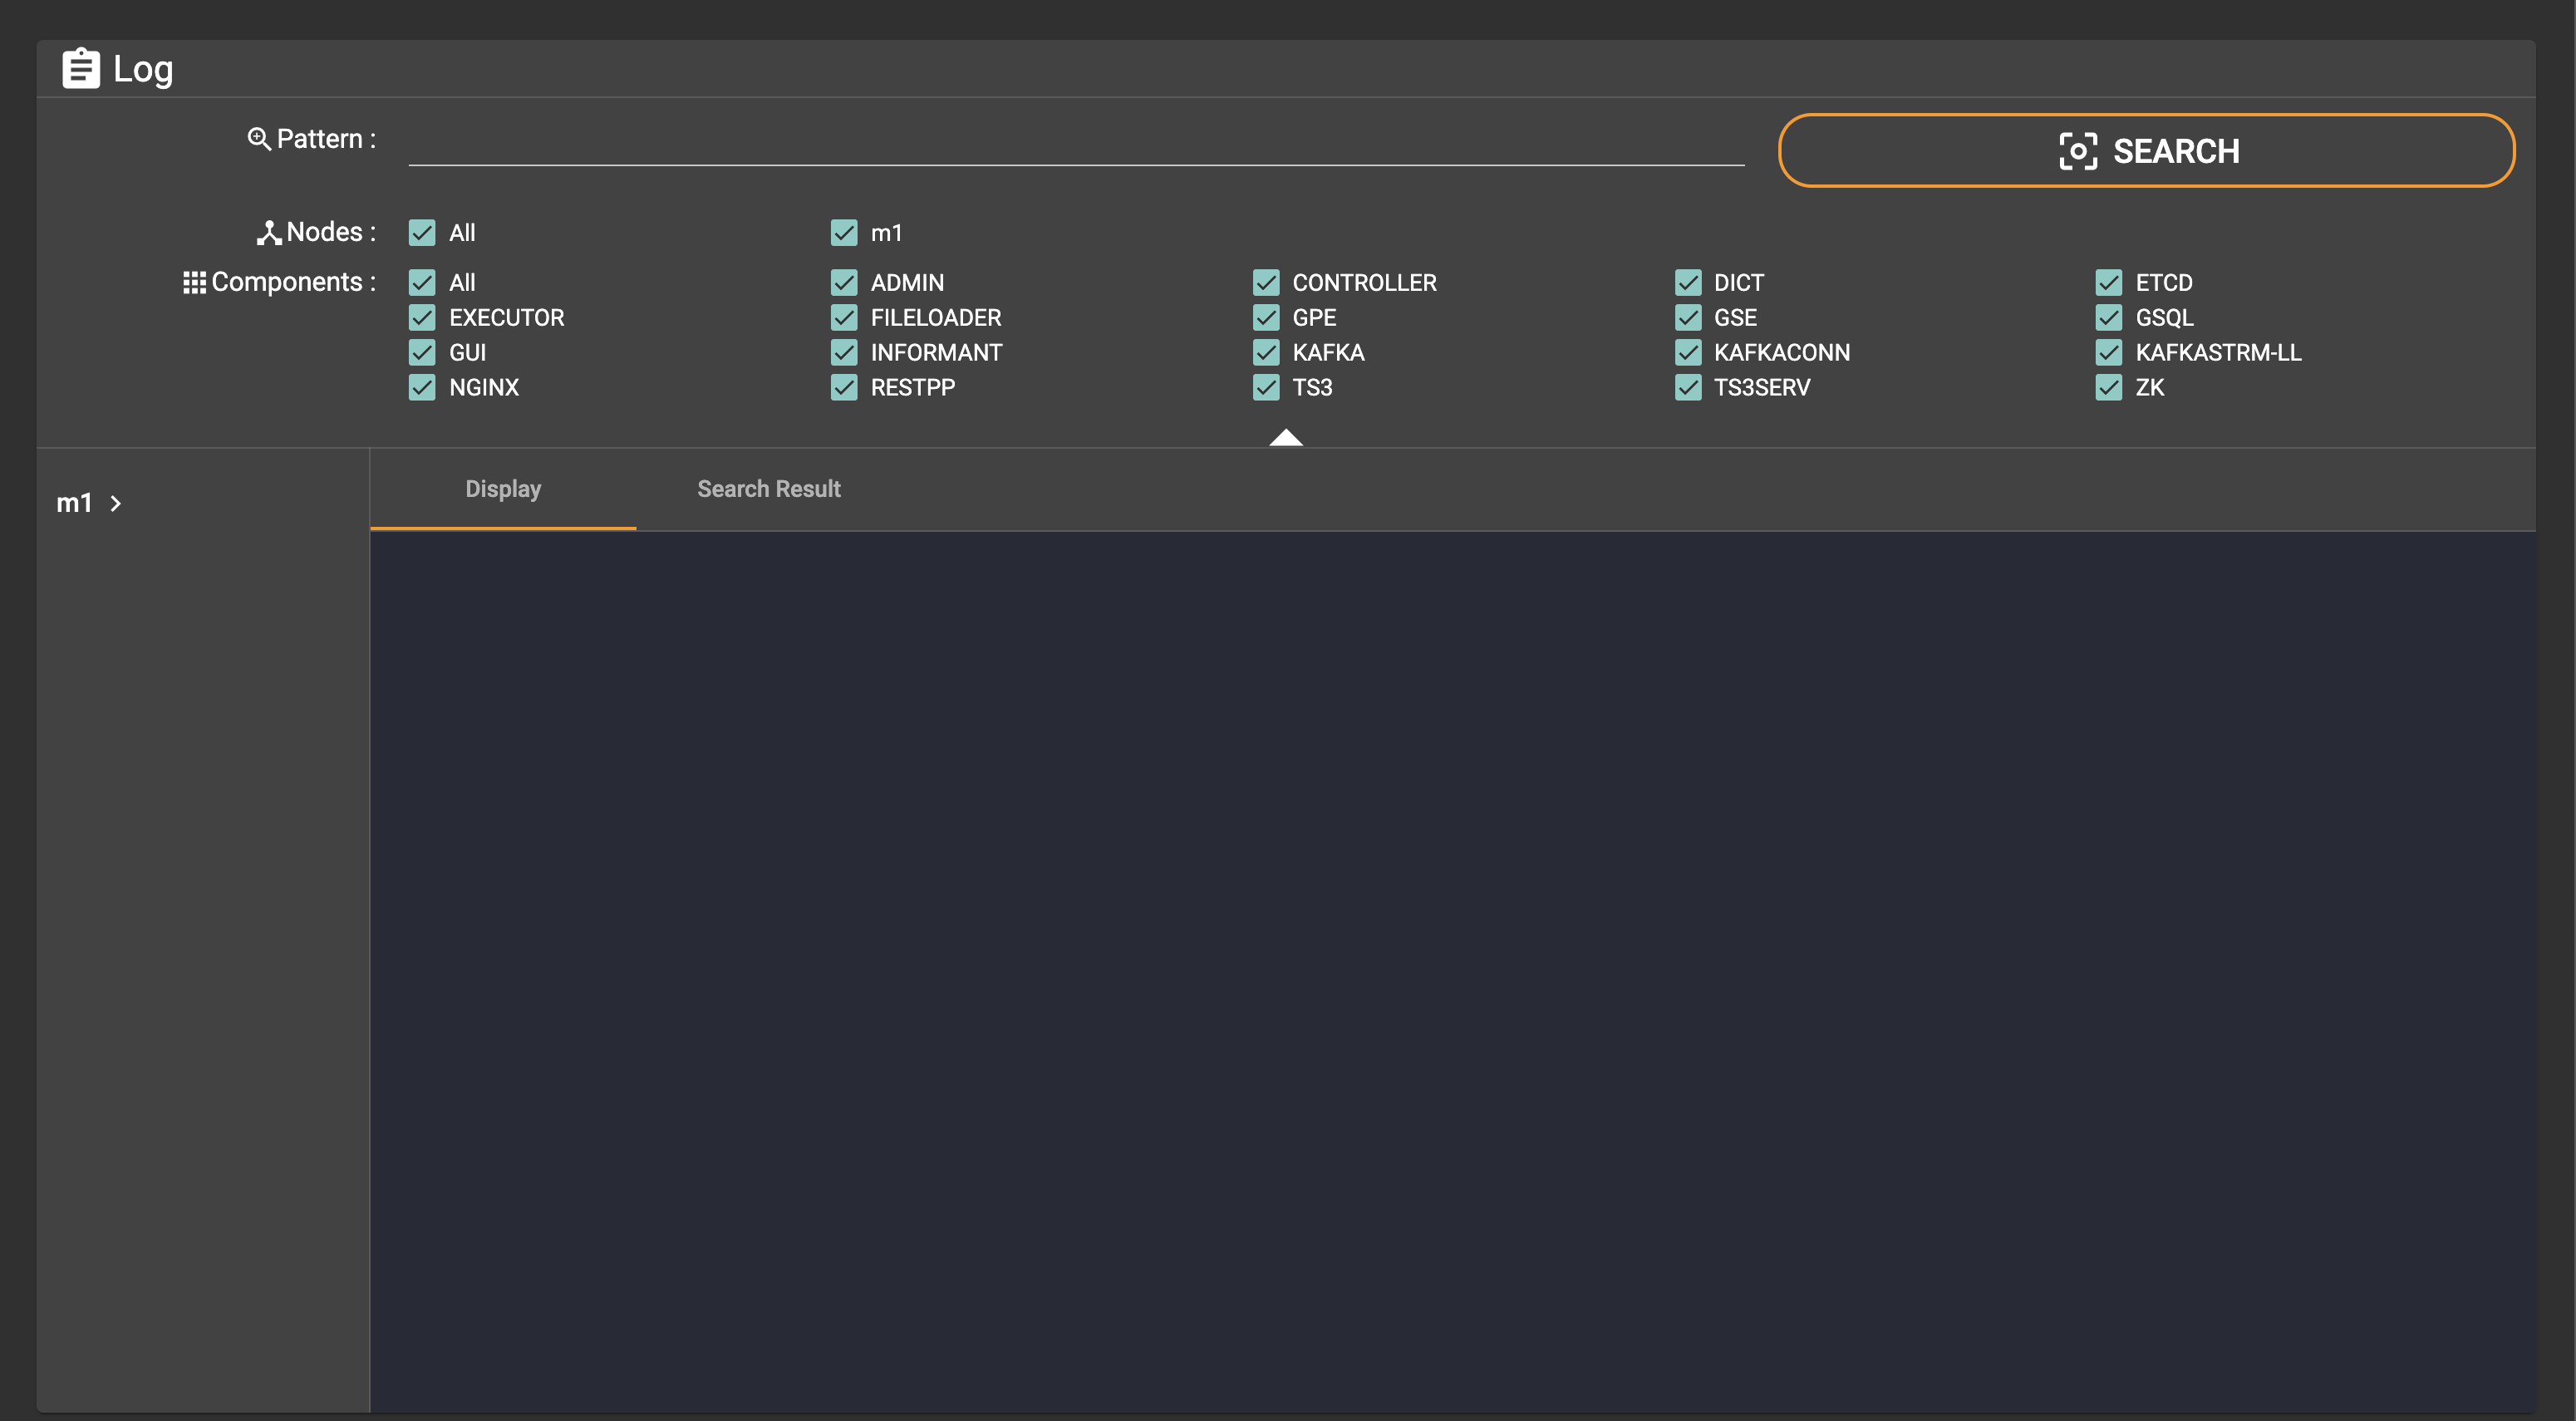 Log
Pattern :
SEARCH
Nodes : All m1
Components : All ADMIN CONTROLLER DICT ETCD
EXECUTOR FILELOADER GPE GSE GSQL
GUI INFORMANT KAFKA KAFKACONN KAFKASTRM-LL
NGINX RESTPP TS3 TS3SERV ZK
m1
Display Search Result